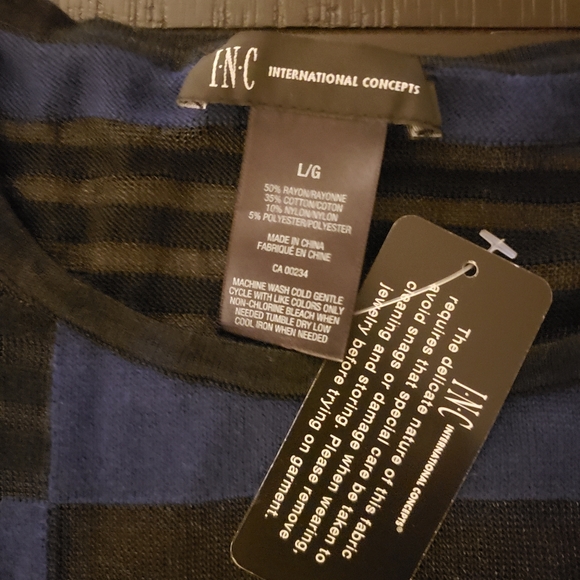 I·N·C INTERNATIONAL CONCEPTS
L/G
50% RAYON/RAYONNE
35% COTTON/COTON
10% NYLON/NYLON
5% POLYESTER/POLYESTER
MADE IN CHINA
FABRIQUÉ EN CHINE
CA 00234
MACHINE WASH COLD GENTLE
CYCLE WITH LIKE COLORS ONLY
NON-CHLORINE BLEACH WHEN
NEEDED TUMBLE DRY LOW
COOL IRON WHEN NEEDED
I·N·C INTERNATIONAL CONCEPTS®
The delicate nature of this fabric
requires that special care be taken to
avoid snags or damage when wearing,
cleaning and storing. Please remove
jewelry before trying on garment.